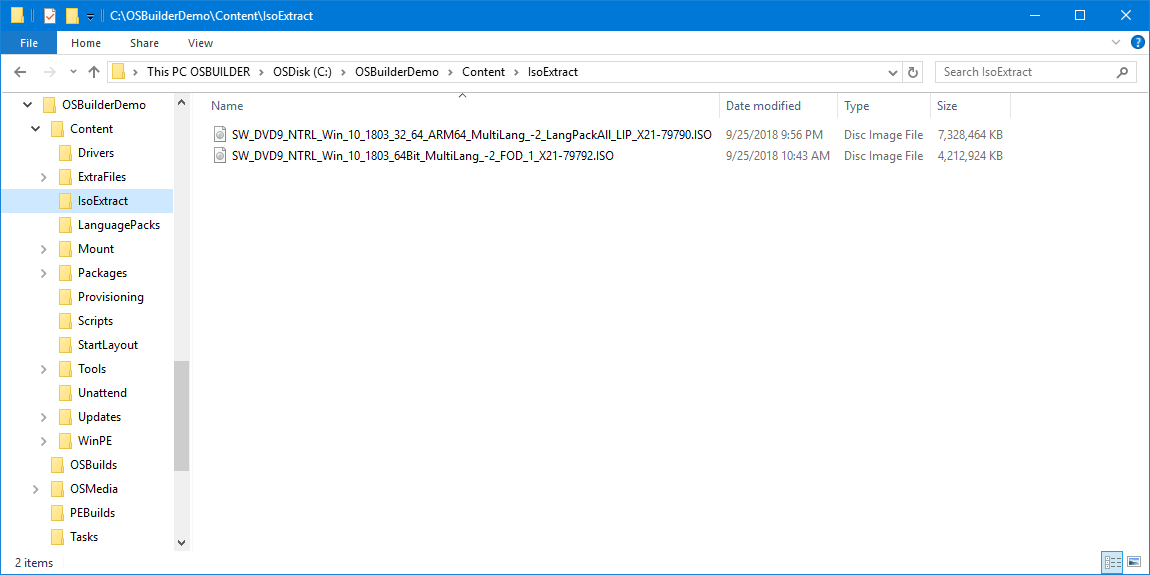 C:\OSBuilderDemo\Content\IsoExtract
File Home Share View
This PC OSBUILDER > OSDisk (C:) > OSBuilderDemo > Content > IsoExtract
Search IsoExtract
OSBuilderDemo
Content
Drivers
ExtraFiles
IsoExtract
LanguagePacks
Mount
Packages
Provisioning
Scripts
StartLayout
Tools
Unattend
Updates
WinPE
OSBuilds
OSMedia
PEBuilds
Tasks
Name Date modified Type Size
SW_DVD9_NTRL_Win_10_1803_32_64_ARM64_MultiLang_-2_LangPackAll_LIP_X21-79790.ISO 9/25/2018 9:56 PM Disc Image File 7,328,464 KB
SW_DVD9_NTRL_Win_10_1803_64Bit_MultiLang_-2_FOD_1_X21-79792.ISO 9/25/2018 10:43 AM Disc Image File 4,212,924 KB
2 items